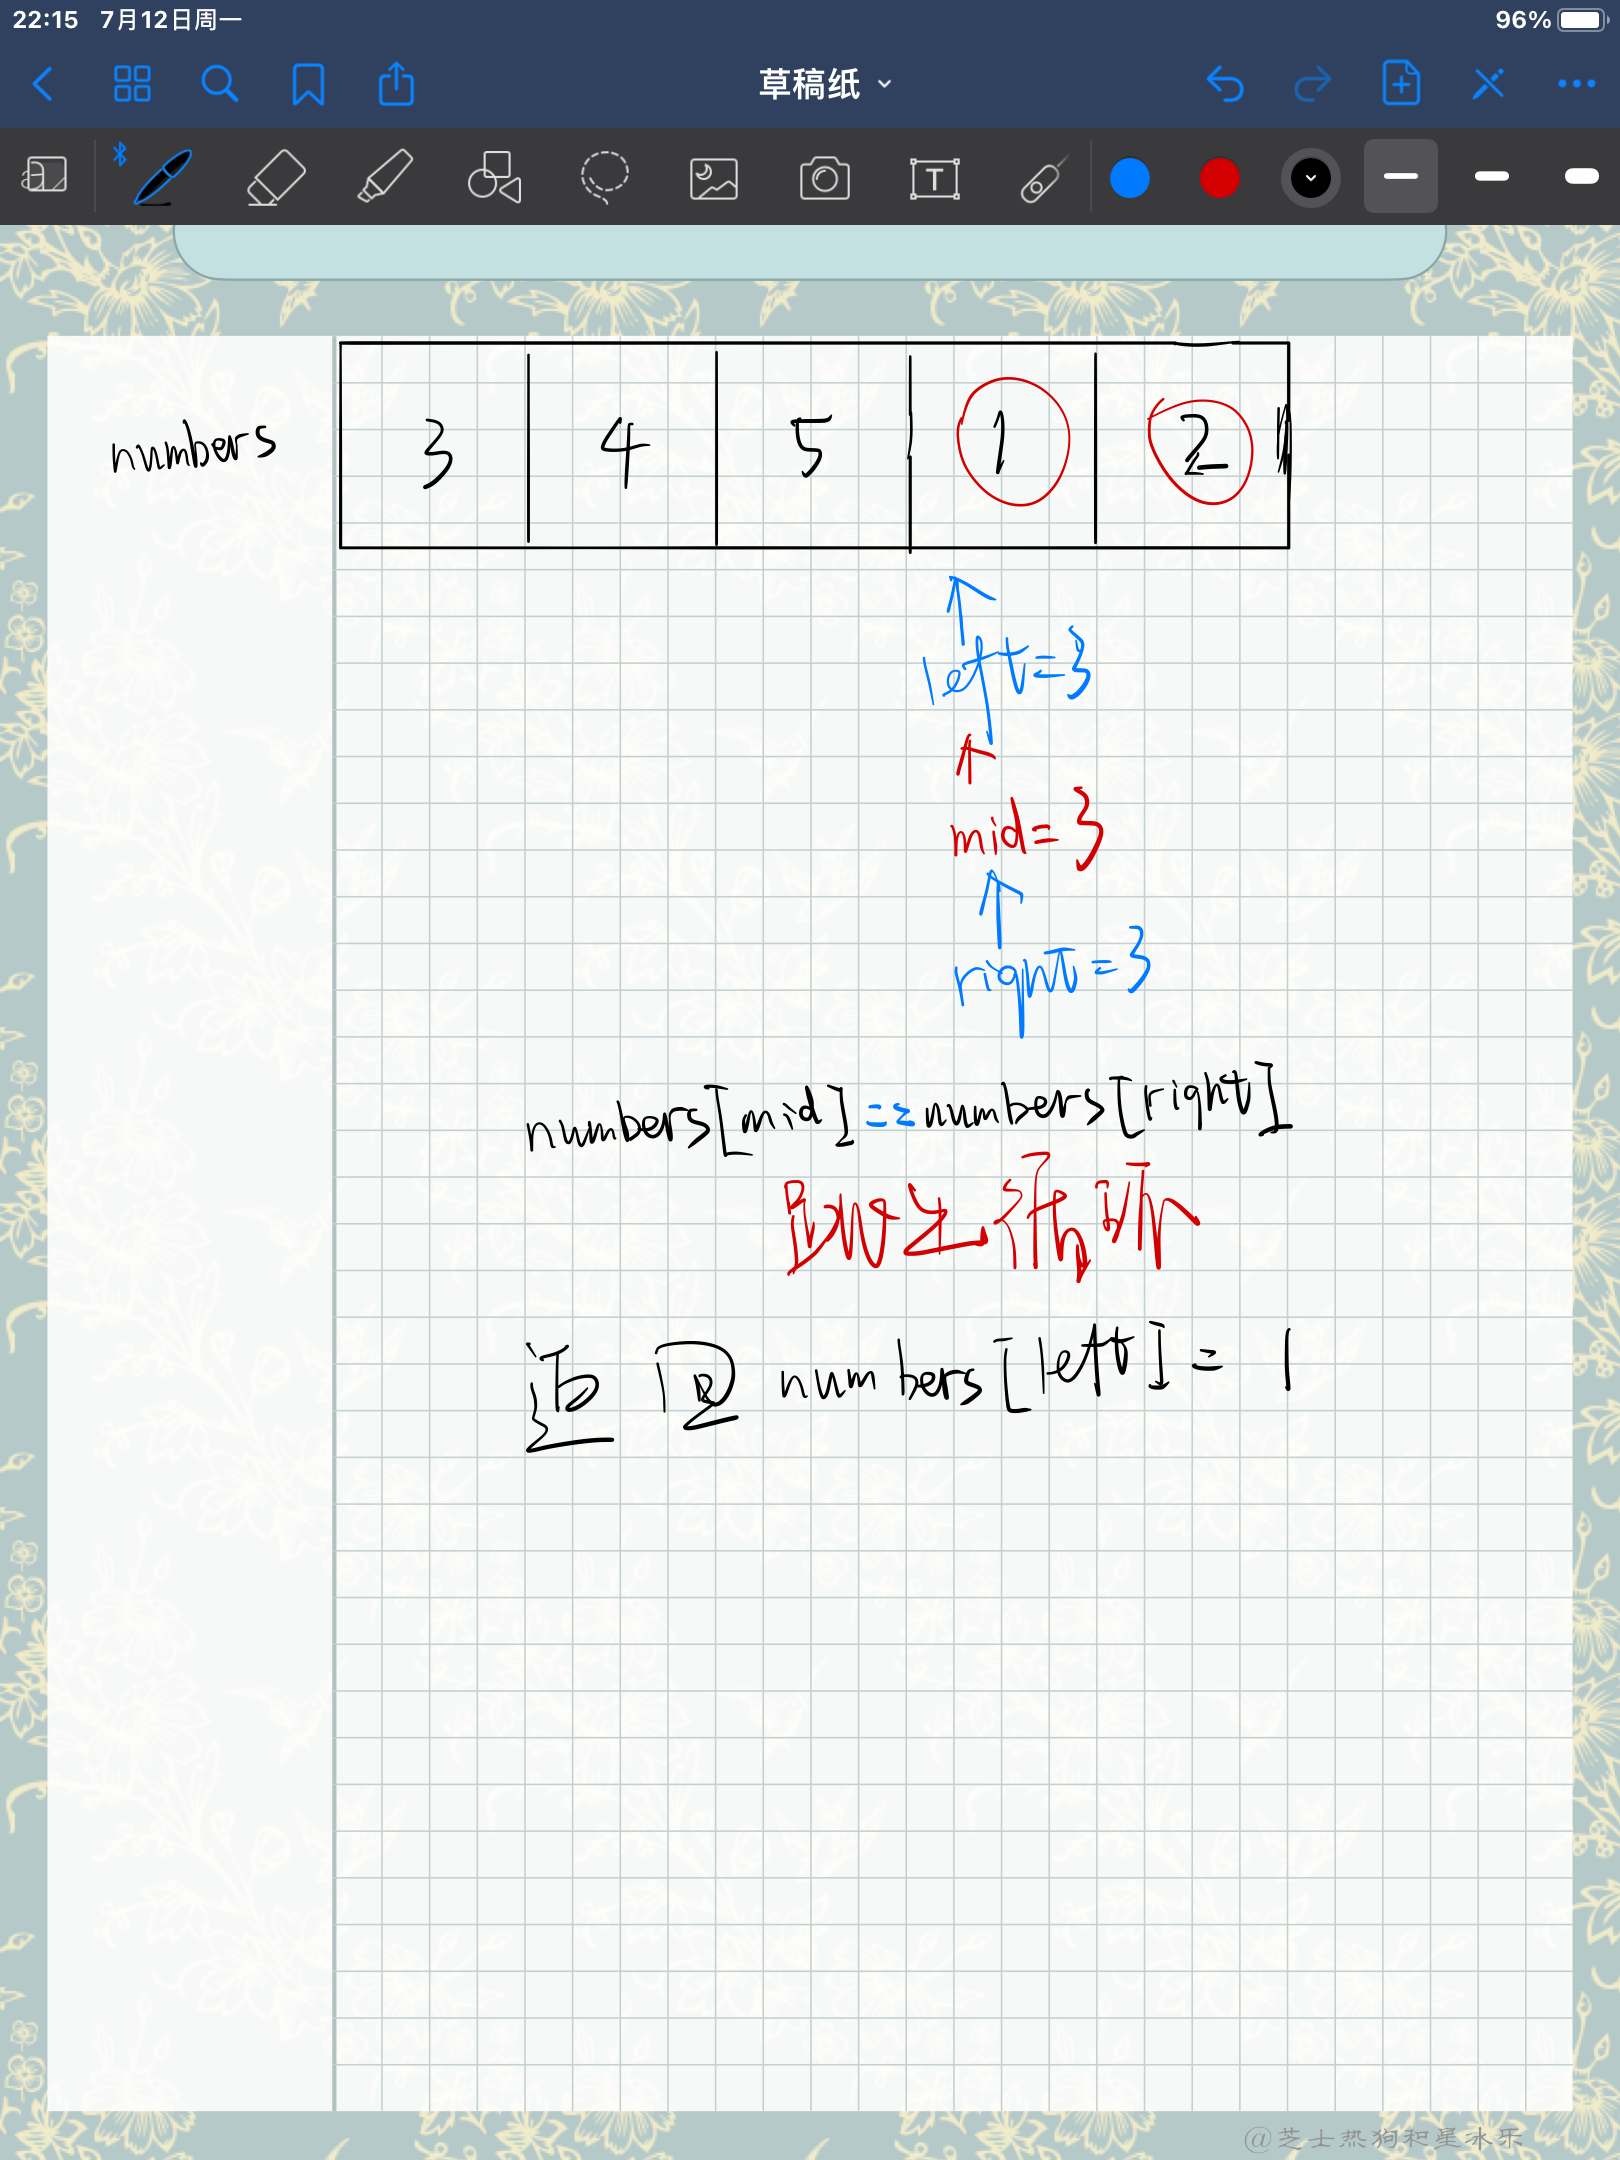 22:15 7月12日周一 96%
草稿纸
numbers 3 4 5 1 2
left=3
mid=3
right=3
numbers[mid]==numbers[right]
跳出循环
返回 numbers[left]=1
@芝士热狗和星冰乐